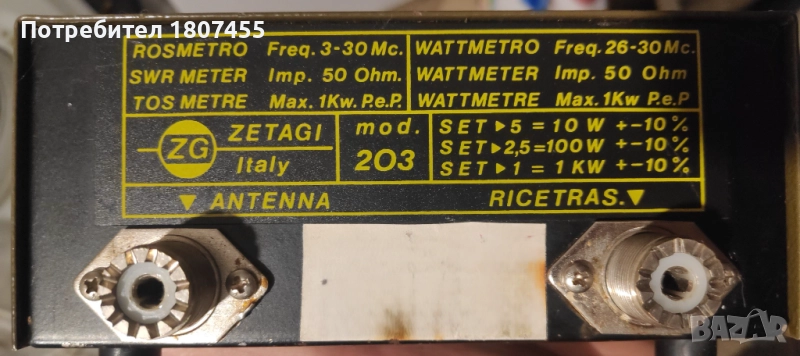 Потребител 1807455
ROSMETRO Freq. 3-30 Mc. WATTMETRO Freq. 26-30 Mc.
SWR METER Imp. 50 Ohm. WATTMETER Imp. 50 Ohm
TOS METRE Max. 1Kw. P.e.P. WATTMETRE Max. 1Kw P.e.P
ZG ZETAGI Italy
mod. 203
SET▶5 = 10 W +-10%
SET▶2,5=100W +-10%
SET▶1 = 1 KW +-10%
▼ ANTENNA RICETRAS.▼
BAZAR